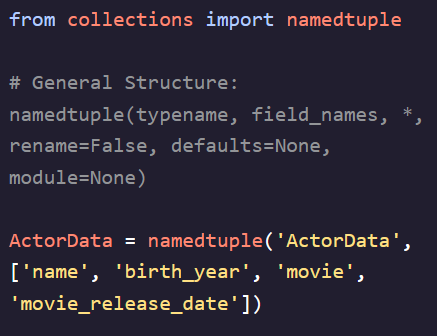 from collections import namedtuple
# General Structure:
namedtuple(typename, field_names, *,
rename=False, defaults=None,
module=None)
ActorData = namedtuple('ActorData',
['name', 'birth_year', 'movie',
'movie_release_date'])